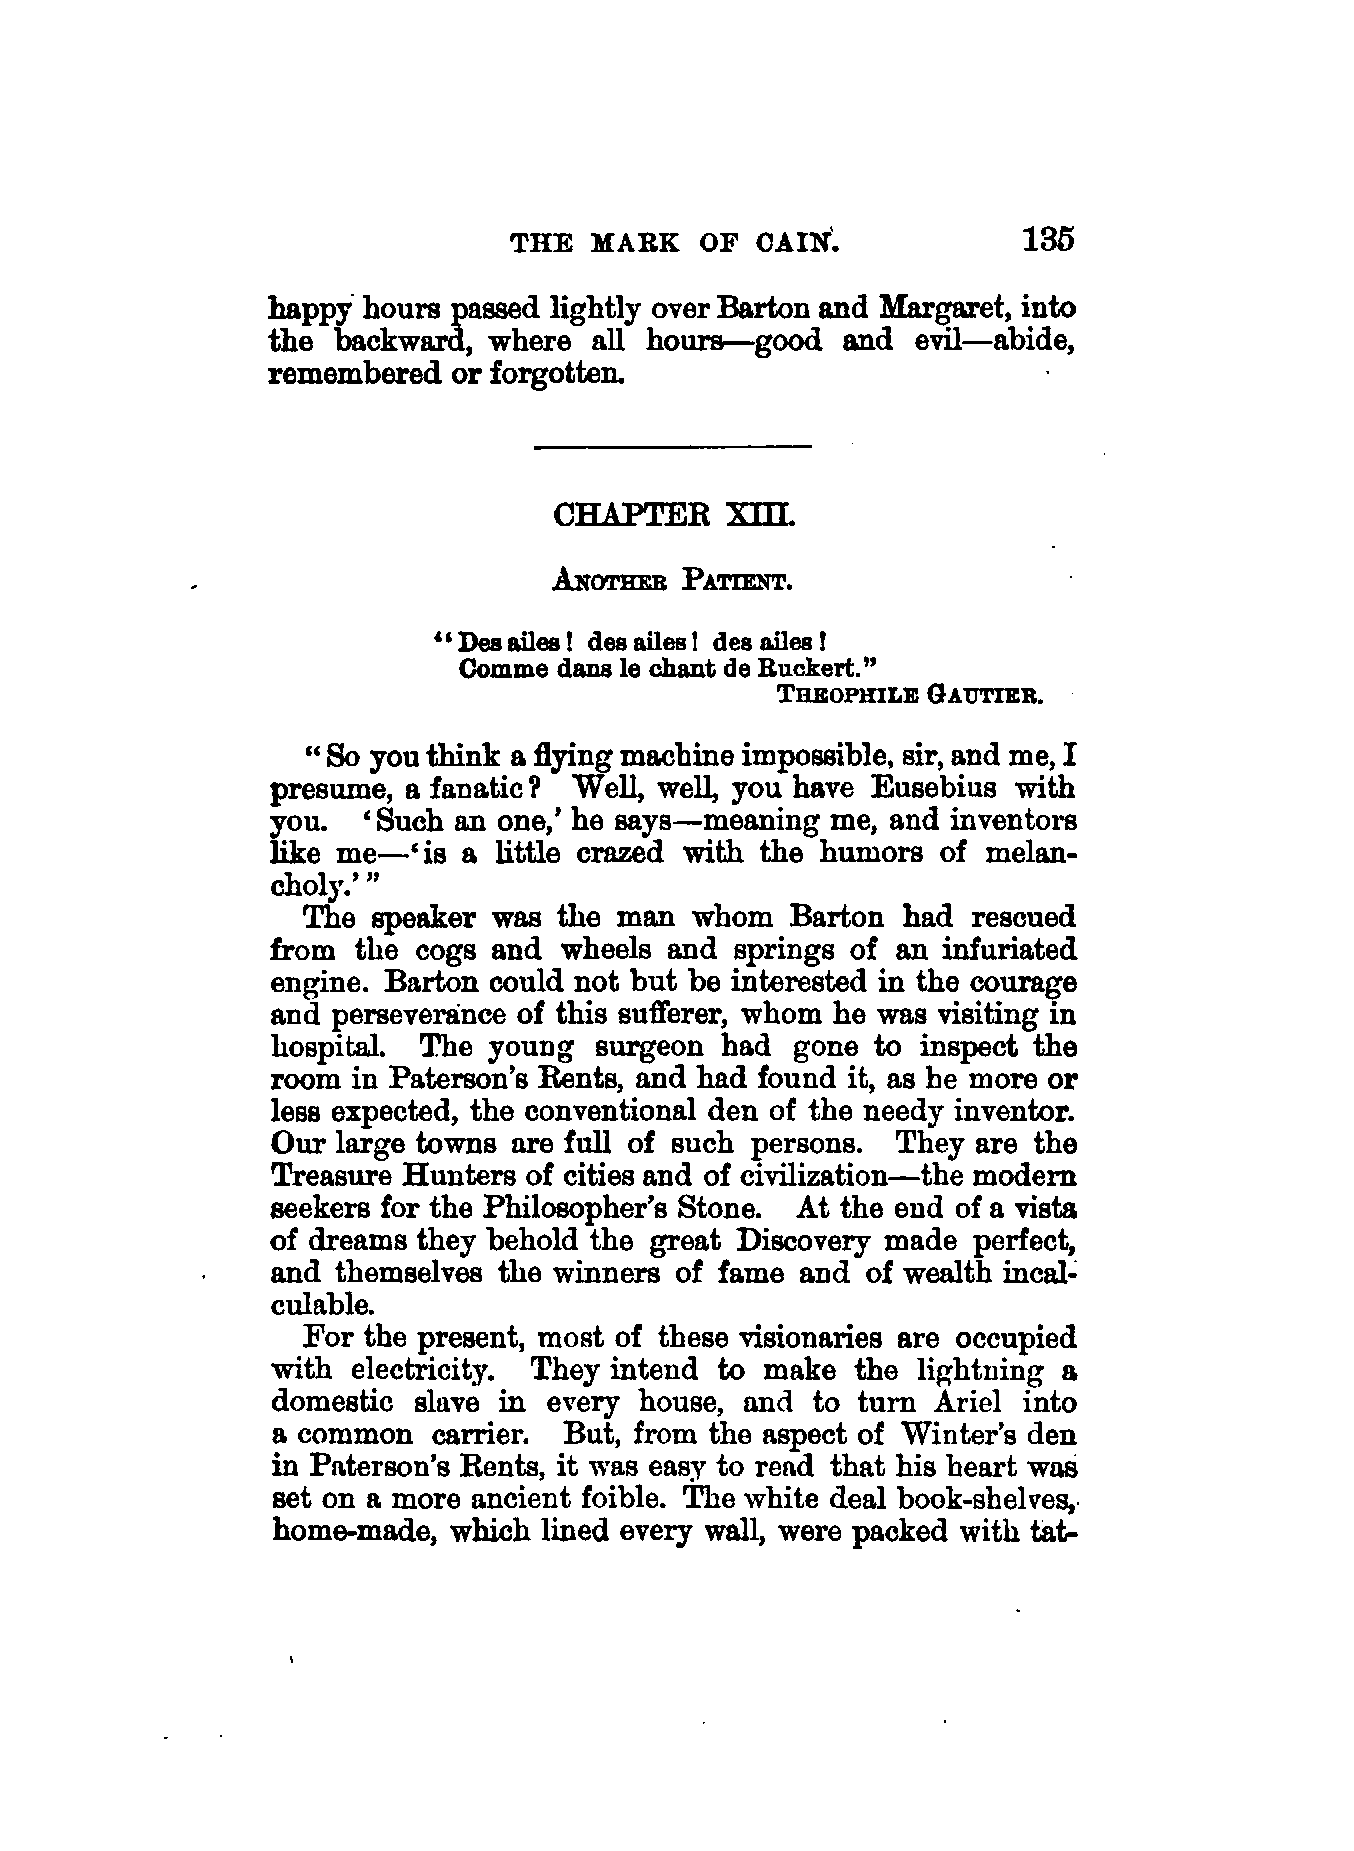 THE MARK OF CAIN. 135
happy hours passed lightly over Barton and Margaret, into
the backward, where all hours—good and evil—abide,
remembered or forgotten.
CHAPTER XIII.
ANOTHER PATIENT.
“Des ailes! des ailes! des ailes!
Comme dans le chant de Ruckert.”
THEOPHILE GAUTIER.
“So you think a flying machine impossible, sir, and me, I
presume, a fanatic? Well, well, you have Eusebius with
you. ‘Such an one,’ he says—meaning me, and inventors
like me—‘is a little crazed with the humors of melan-
choly.’”
The speaker was the man whom Barton had rescued
from the cogs and wheels and springs of an infuriated
engine. Barton could not but be interested in the courage
and perseverance of this sufferer, whom he was visiting in
hospital. The young surgeon had gone to inspect the
room in Paterson’s Rents, and had found it, as he more or
less expected, the conventional den of the needy inventor.
Our large towns are full of such persons. They are the
Treasure Hunters of cities and of civilization—the modern
seekers for the Philosopher’s Stone. At the end of a vista
of dreams they behold the great Discovery made perfect,
and themselves the winners of fame and of wealth incal-
culable.
For the present, most of these visionaries are occupied
with electricity. They intend to make the lightning a
domestic slave in every house, and to turn Ariel into
a common carrier. But, from the aspect of Winter’s den
in Paterson’s Rents, it was easy to read that his heart was
set on a more ancient foible. The white deal book-shelves,
home-made, which lined every wall, were packed with tat-